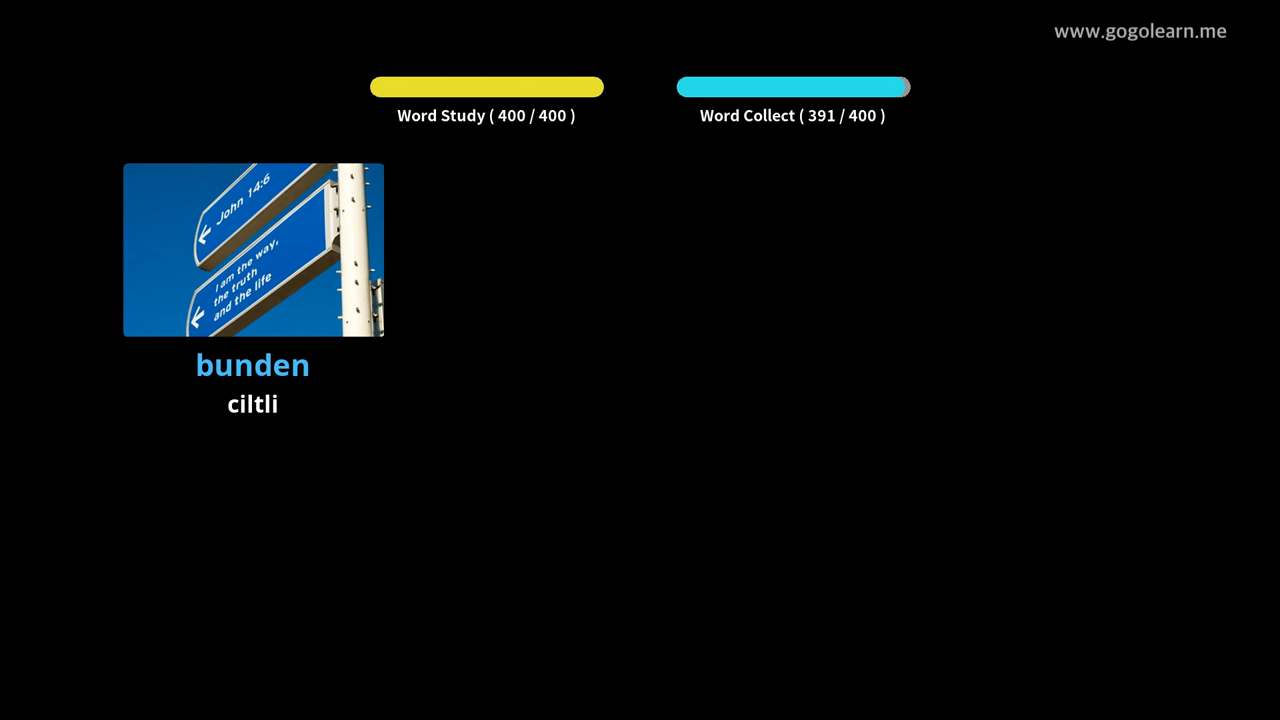 www.gogolearn.me
Word Study ( 400 / 400 )
Word Collect ( 391 / 400 )
John 14:6
I am the way,
the truth
and the life
bunden
ciltli